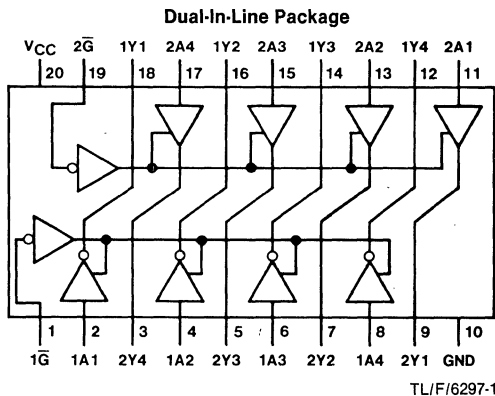 Dual-In-Line Package
VCC 2G̅ 1Y1 2A4 1Y2 2A3 1Y3 2A2 1Y4 2A1
20 19 18 17 16 15 14 13 12 11
1 2 3 4 5 6 7 8 9 10
1G̅ 1A1 2Y4 1A2 2Y3 1A3 2Y2 1A4 2Y1 GND
TL/F/6297-1